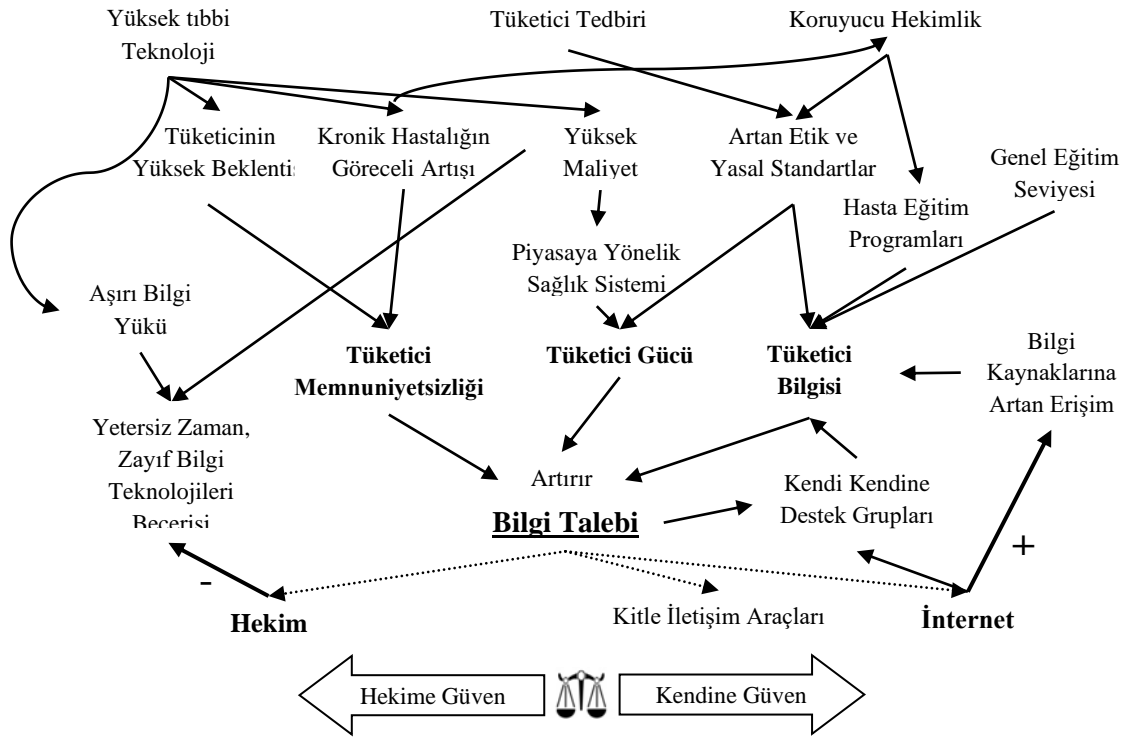 Yüksek tıbbi
Teknoloji
Tüketici Tedbiri
Koruyucu Hekimlik
Tüketicinin
Yüksek Beklentis
Kronik Hastalığın
Göreceli Artışı
Yüksek
Maliyet
Artan Etik ve
Yasal Standartlar
Genel Eğitim
Seviyesi
Hasta Eğitim
Programları
Piyasaya Yönelik
Sağlık Sistemi
Aşırı Bilgi
Yükü
Tüketici
Memnuniyetsizliği
Tüketici Gücü
Tüketici
Bilgisi
Bilgi
Kaynaklarına
Artan Erişim
Yetersiz Zaman,
Zayıf Bilgi
Teknolojileri
Becerisi
Artırır
Bilgi Talebi
Kendi Kendine
Destek Grupları
-
+
Hekim
Kitle İletişim Araçları
İnternet
Hekime Güven
Kendine Güven